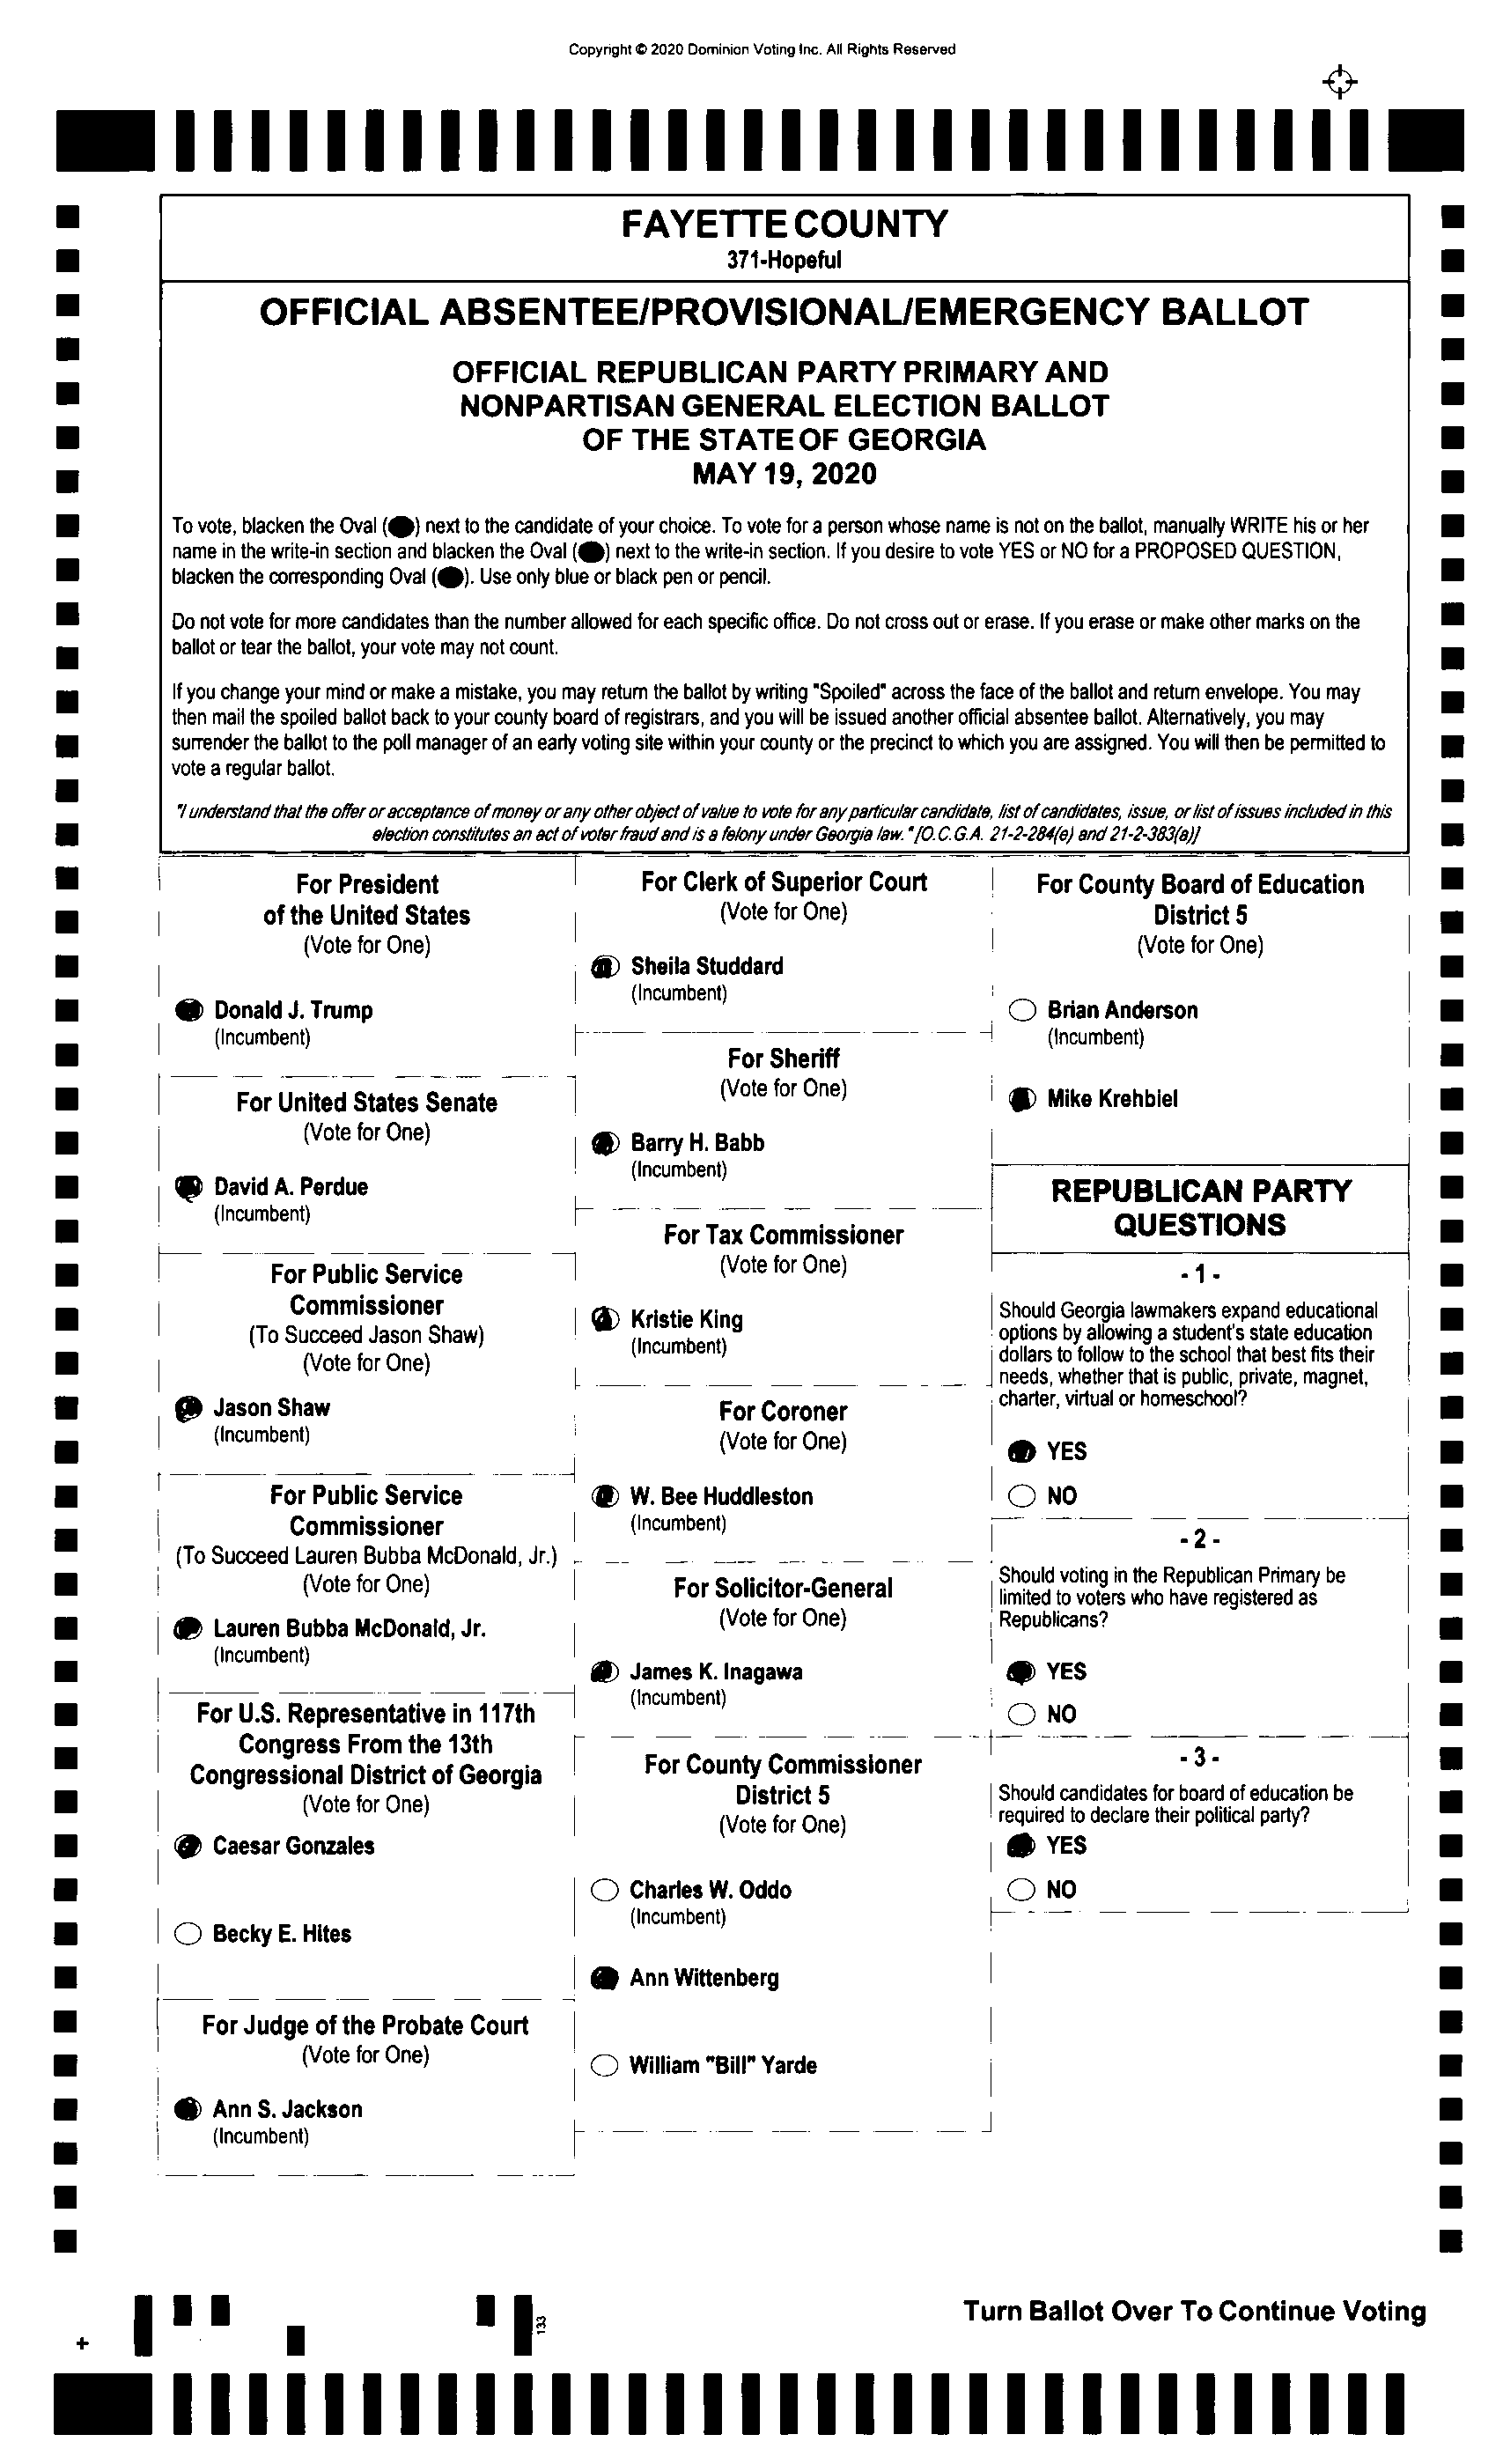 Copyright © 2020 Dominion Voting Inc. All Rights Reserved
FAYETTE COUNTY
371-Hopeful
OFFICIAL ABSENTEE/PROVISIONAL/EMERGENCY BALLOT
OFFICIAL REPUBLICAN PARTY PRIMARY AND
NONPARTISAN GENERAL ELECTION BALLOT
OF THE STATE OF GEORGIA
MAY 19, 2020
To vote, blacken the Oval ( ) next to the candidate of your choice. To vote for a person whose name is not on the ballot, manually WRITE his or her
name in the write-in section and blacken the Oval ( ) next to the write-in section. If you desire to vote YES or NO for a PROPOSED QUESTION,
blacken the corresponding Oval ( ). Use only blue or black pen or pencil.
Do not vote for more candidates than the number allowed for each specific office. Do not cross out or erase. If you erase or make other marks on the
ballot or tear the ballot, your vote may not count.
If you change your mind or make a mistake, you may return the ballot by writing "Spoiled" across the face of the ballot and return envelope. You may
then mail the spoiled ballot back to your county board of registrars, and you will be issued another official absentee ballot. Alternatively, you may
surrender the ballot to the poll manager of an early voting site within your county or the precinct to which you are assigned. You will then be permitted to
vote a regular ballot.
"I understand that the offer or acceptance of money or any other object of value to vote for any particular candidate, list of candidates, issue, or list of issues included in this
election constitutes an act of voter fraud and is a felony under Georgia law." [O.C.G.A. 21-2-284(e) and 21-2-383(a)]
For President
of the United States
(Vote for One)
Donald J. Trump
(Incumbent)
For United States Senate
(Vote for One)
David A. Perdue
(Incumbent)
For Public Service
Commissioner
(To Succeed Jason Shaw)
(Vote for One)
Jason Shaw
(Incumbent)
For Public Service
Commissioner
(To Succeed Lauren Bubba McDonald, Jr.)
(Vote for One)
Lauren Bubba McDonald, Jr.
(Incumbent)
For U.S. Representative in 117th
Congress From the 13th
Congressional District of Georgia
(Vote for One)
Caesar Gonzales
Becky E. Hites
For Judge of the Probate Court
(Vote for One)
Ann S. Jackson
(Incumbent)
For Clerk of Superior Court
(Vote for One)
Sheila Studdard
(Incumbent)
For Sheriff
(Vote for One)
Barry H. Babb
(Incumbent)
For Tax Commissioner
(Vote for One)
Kristie King
(Incumbent)
For Coroner
(Vote for One)
W. Bee Huddleston
(Incumbent)
For Solicitor-General
(Vote for One)
James K. Inagawa
(Incumbent)
For County Commissioner
District 5
(Vote for One)
Charles W. Oddo
(Incumbent)
Ann Wittenberg
William "Bill" Yarde
For County Board of Education
District 5
(Vote for One)
Brian Anderson
(Incumbent)
Mike Krehbiel
REPUBLICAN PARTY
QUESTIONS
- 1 -
Should Georgia lawmakers expand educational
options by allowing a student's state education
dollars to follow to the school that best fits their
needs, whether that is public, private, magnet,
charter, virtual or homeschool?
YES
NO
- 2 -
Should voting in the Republican Primary be
limited to voters who have registered as
Republicans?
YES
NO
- 3 -
Should candidates for board of education be
required to declare their political party?
YES
NO
133
Turn Ballot Over To Continue Voting